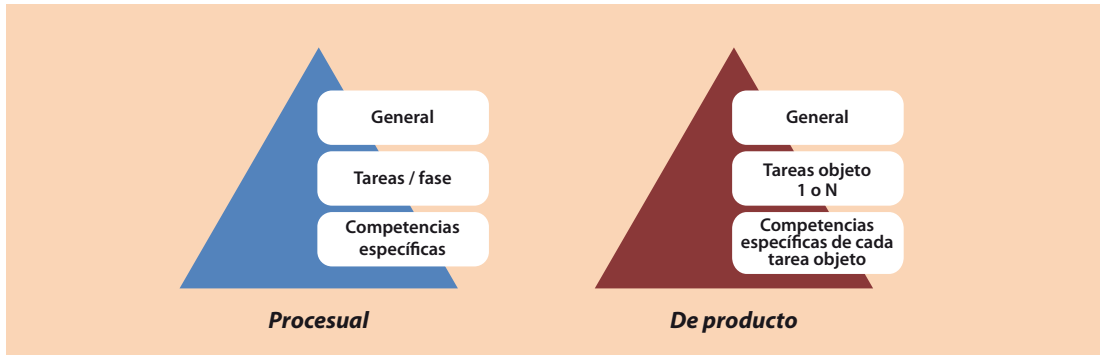 General
Tareas / fase
Competencias
específicas
Procesual
General
Tareas objeto
1 o N
Competencias
específicas de cada
tarea objeto
De producto